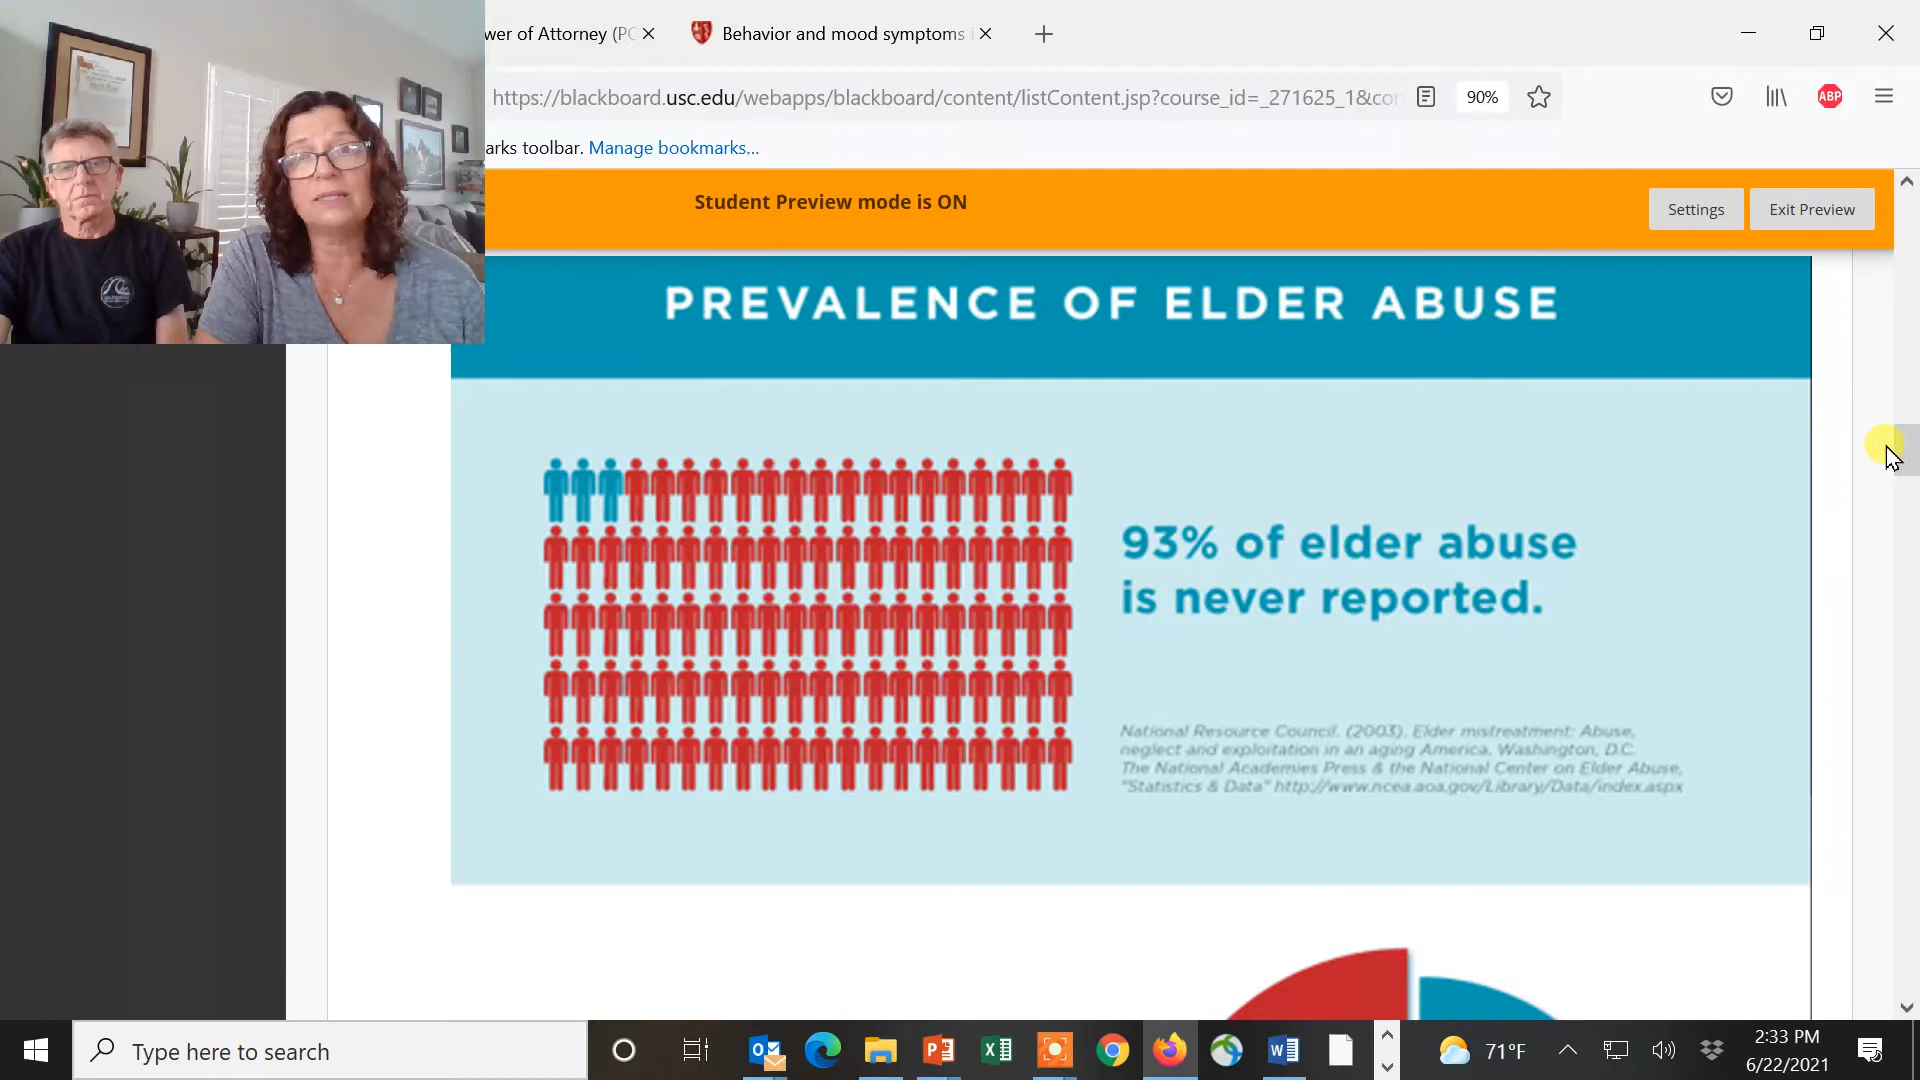 wer of Attorney (PO
Behavior and mood symptoms i
https://blackboard.usc.edu/webapps/blackboard/content/listContent.jsp?course_id=_271625_1&co
90%
ABP
arks toolbar. Manage bookmarks...
Student Preview mode is ON
Settings
Exit Preview
PREVALENCE OF ELDER ABUSE
93% of elder abuse
is never reported.
National Resource Council. (2003). Elder mistreatment: Abuse,
neglect and exploitation in an aging America. Washington, D.C.
The National Academies Press & the National Center on Elder Abuse,
"Statistics & Data" http://www.ncea.aoa.gov/Library/Data/index.aspx
Type here to search
71°F
2:33 PM
6/22/2021